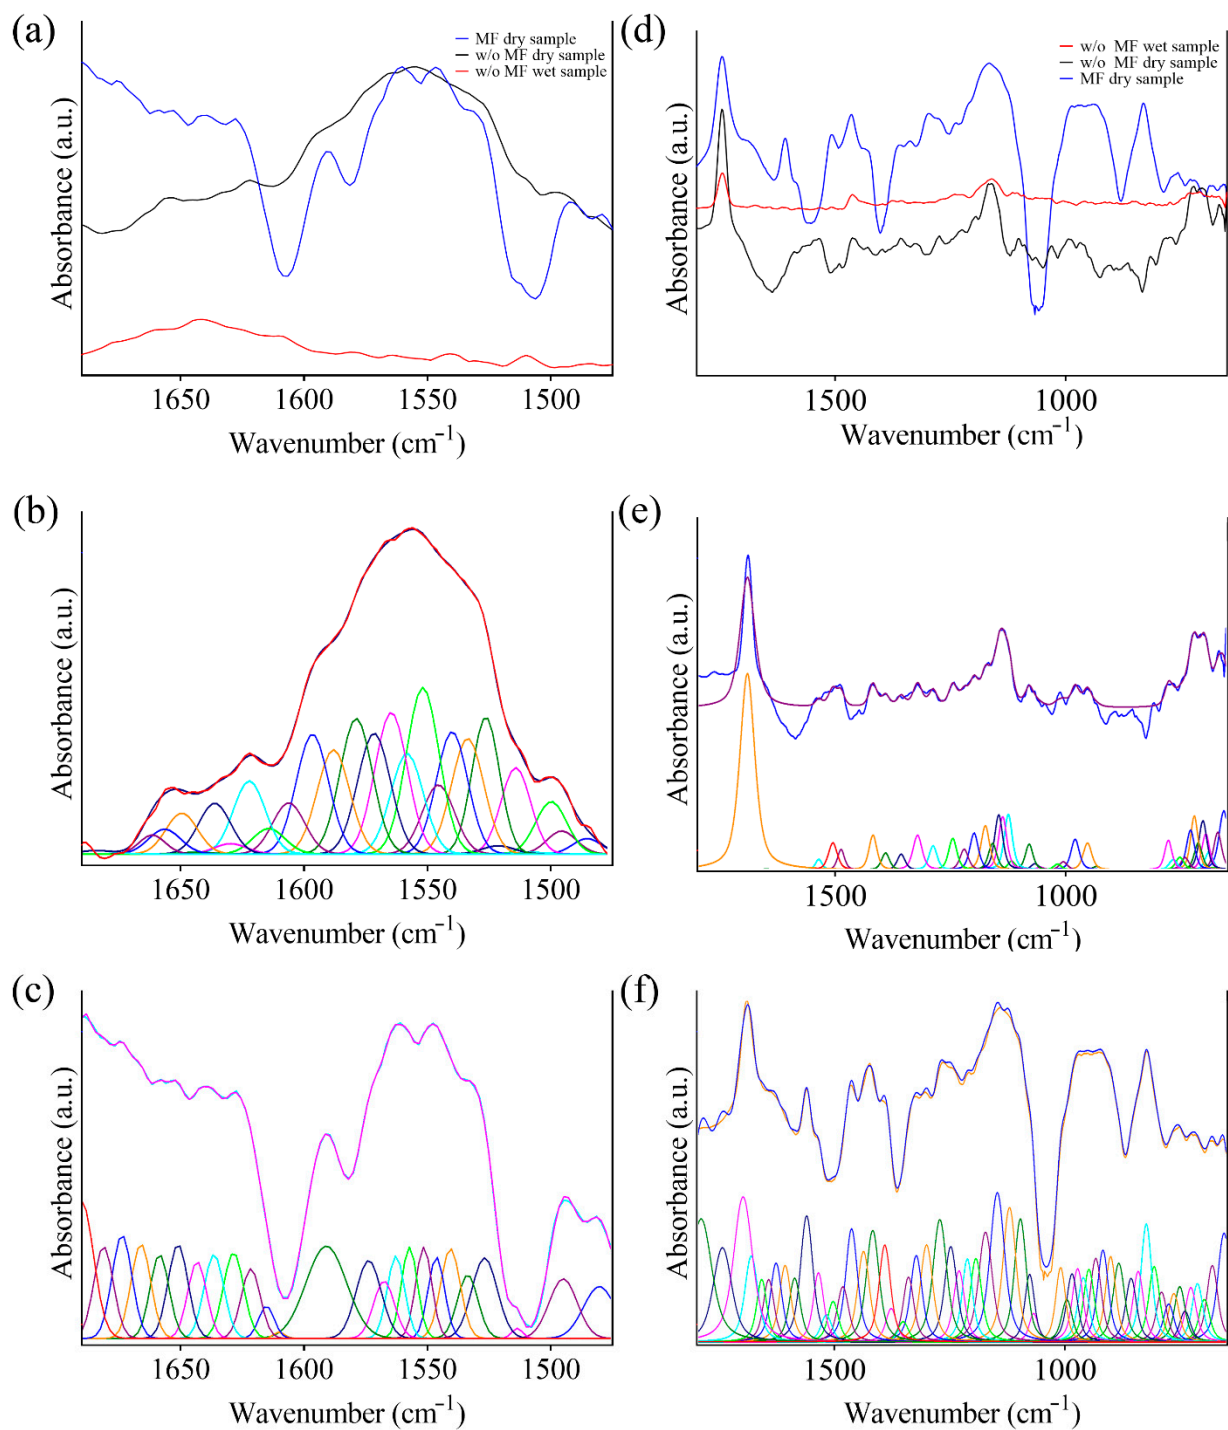 (a)
MF dry sample
w/o MF dry sample
w/o MF wet sample
Absorbance (a.u.)
1650 1600 1550 1500
Wavenumber (cm⁻¹)
(d)
w/o MF wet sample
w/o MF dry sample
MF dry sample
Absorbance (a.u.)
1500 1000
Wavenumber (cm⁻¹)
(b)
Absorbance (a.u.)
1650 1600 1550 1500
Wavenumber (cm⁻¹)
(e)
Absorbance (a.u.)
1500 1000
Wavenumber (cm⁻¹)
(c)
Absorbance (a.u.)
1650 1600 1550 1500
Wavenumber (cm⁻¹)
(f)
Absorbance (a.u.)
1500 1000
Wavenumber (cm⁻¹)